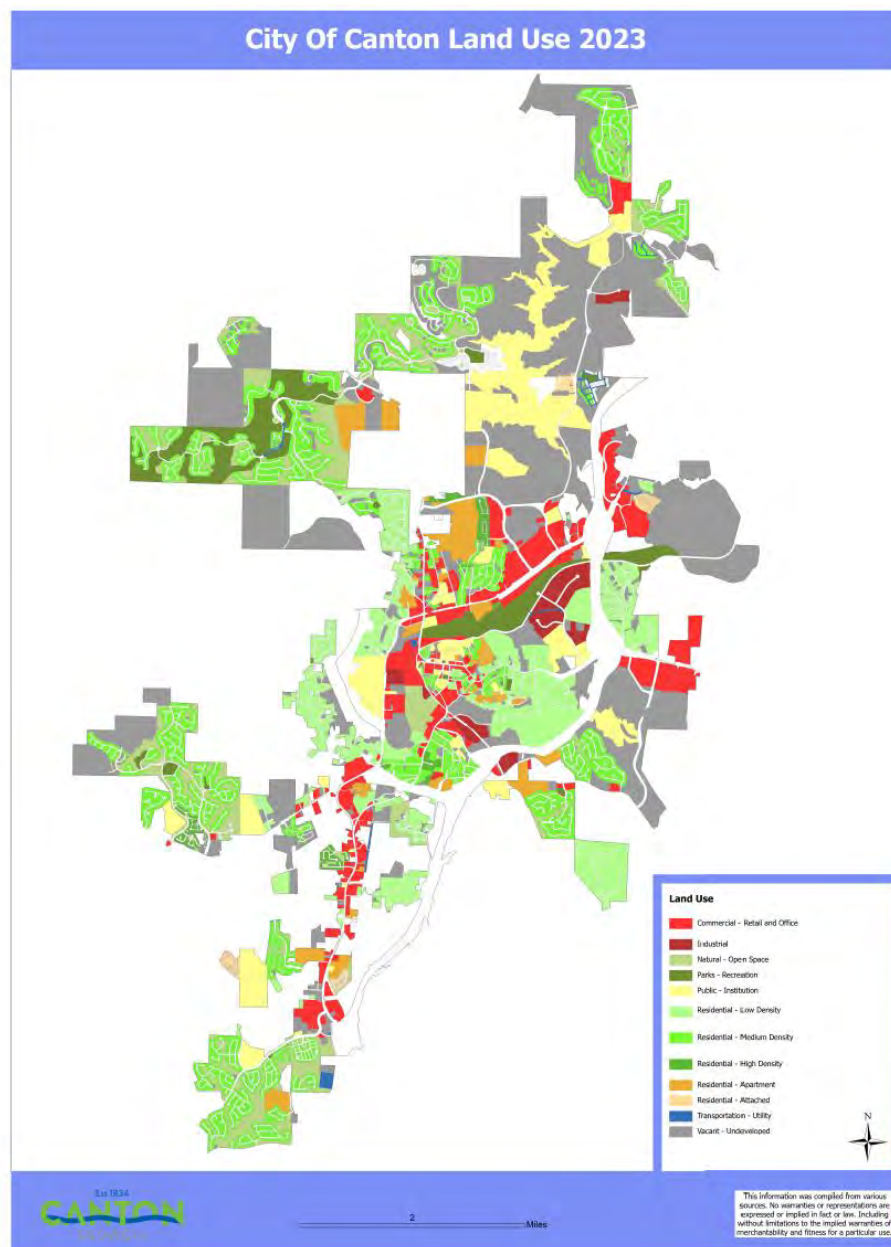 City Of Canton Land Use 2023
Land Use
Commercial - Retail and Office
Industrial
Natural - Open Space
Parks - Recreation
Public - Institution
Residential - Low Density
Residential - Medium Density
Residential - High Density
Residential - Apartment
Residential - Attached
Transportation - Utility
Vacant - Undeveloped
N
Est 1834
CANTON
2
Miles
This information was compiled from various
sources. No warranties or representations are
expressed or implied in fact or law. Including
without limitations to the implied warranties of
merchantability and fitness for a particular use.